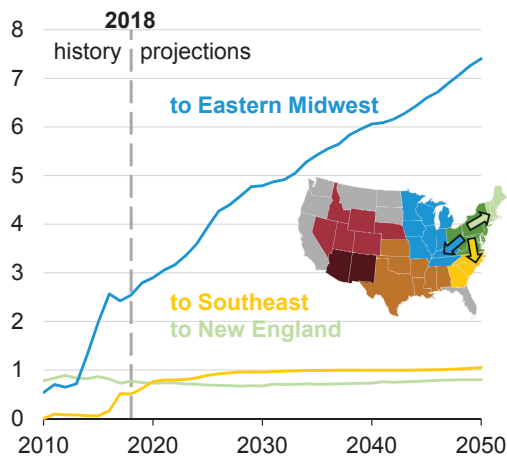 8
2018
history projections
7
to Eastern Midwest
6
5
4
3
to Southeast
2
to New England
1
0
2010 2020 2030 2040 2050